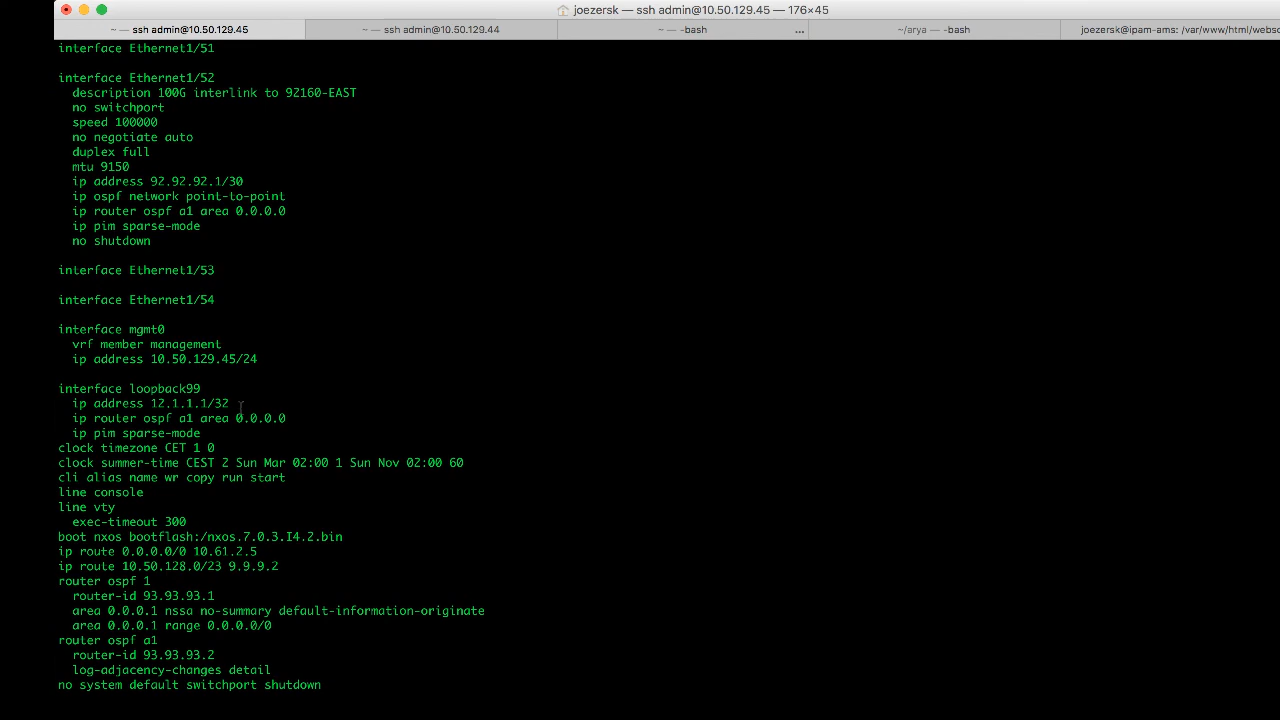 joezersk — ssh admin@10.50.129.45 — 176×45
~ — ssh admin@10.50.129.45
~ — ssh admin@10.50.129.44
~ — -bash
...
~/arya — -bash
joezersk@ipam-ams: /var/www/html/webso
interface Ethernet1/51
interface Ethernet1/52
description 100G interlink to 92160-EAST
no switchport
speed 100000
no negotiate auto
duplex full
mtu 9150
ip address 92.92.92.1/30
ip ospf network point-to-point
ip router ospf a1 area 0.0.0.0
ip pim sparse-mode
no shutdown
interface Ethernet1/53
interface Ethernet1/54
interface mgmt0
vrf member management
ip address 10.50.129.45/24
interface loopback99
ip address 12.1.1.1/32
ip router ospf a1 area 0.0.0.0
ip pim sparse-mode
clock timezone CET 1 0
clock summer-time CEST 2 Sun Mar 02:00 1 Sun Nov 02:00 60
cli alias name wr copy run start
line console
line vty
exec-timeout 300
boot nxos bootflash:/nxos.7.0.3.I4.2.bin
ip route 0.0.0.0/0 10.61.2.5
ip route 10.50.128.0/23 9.9.9.2
router ospf 1
router-id 93.93.93.1
area 0.0.0.1 nssa no-summary default-information-originate
area 0.0.0.1 range 0.0.0.0/0
router ospf a1
router-id 93.93.93.2
log-adjacency-changes detail
no system default switchport shutdown